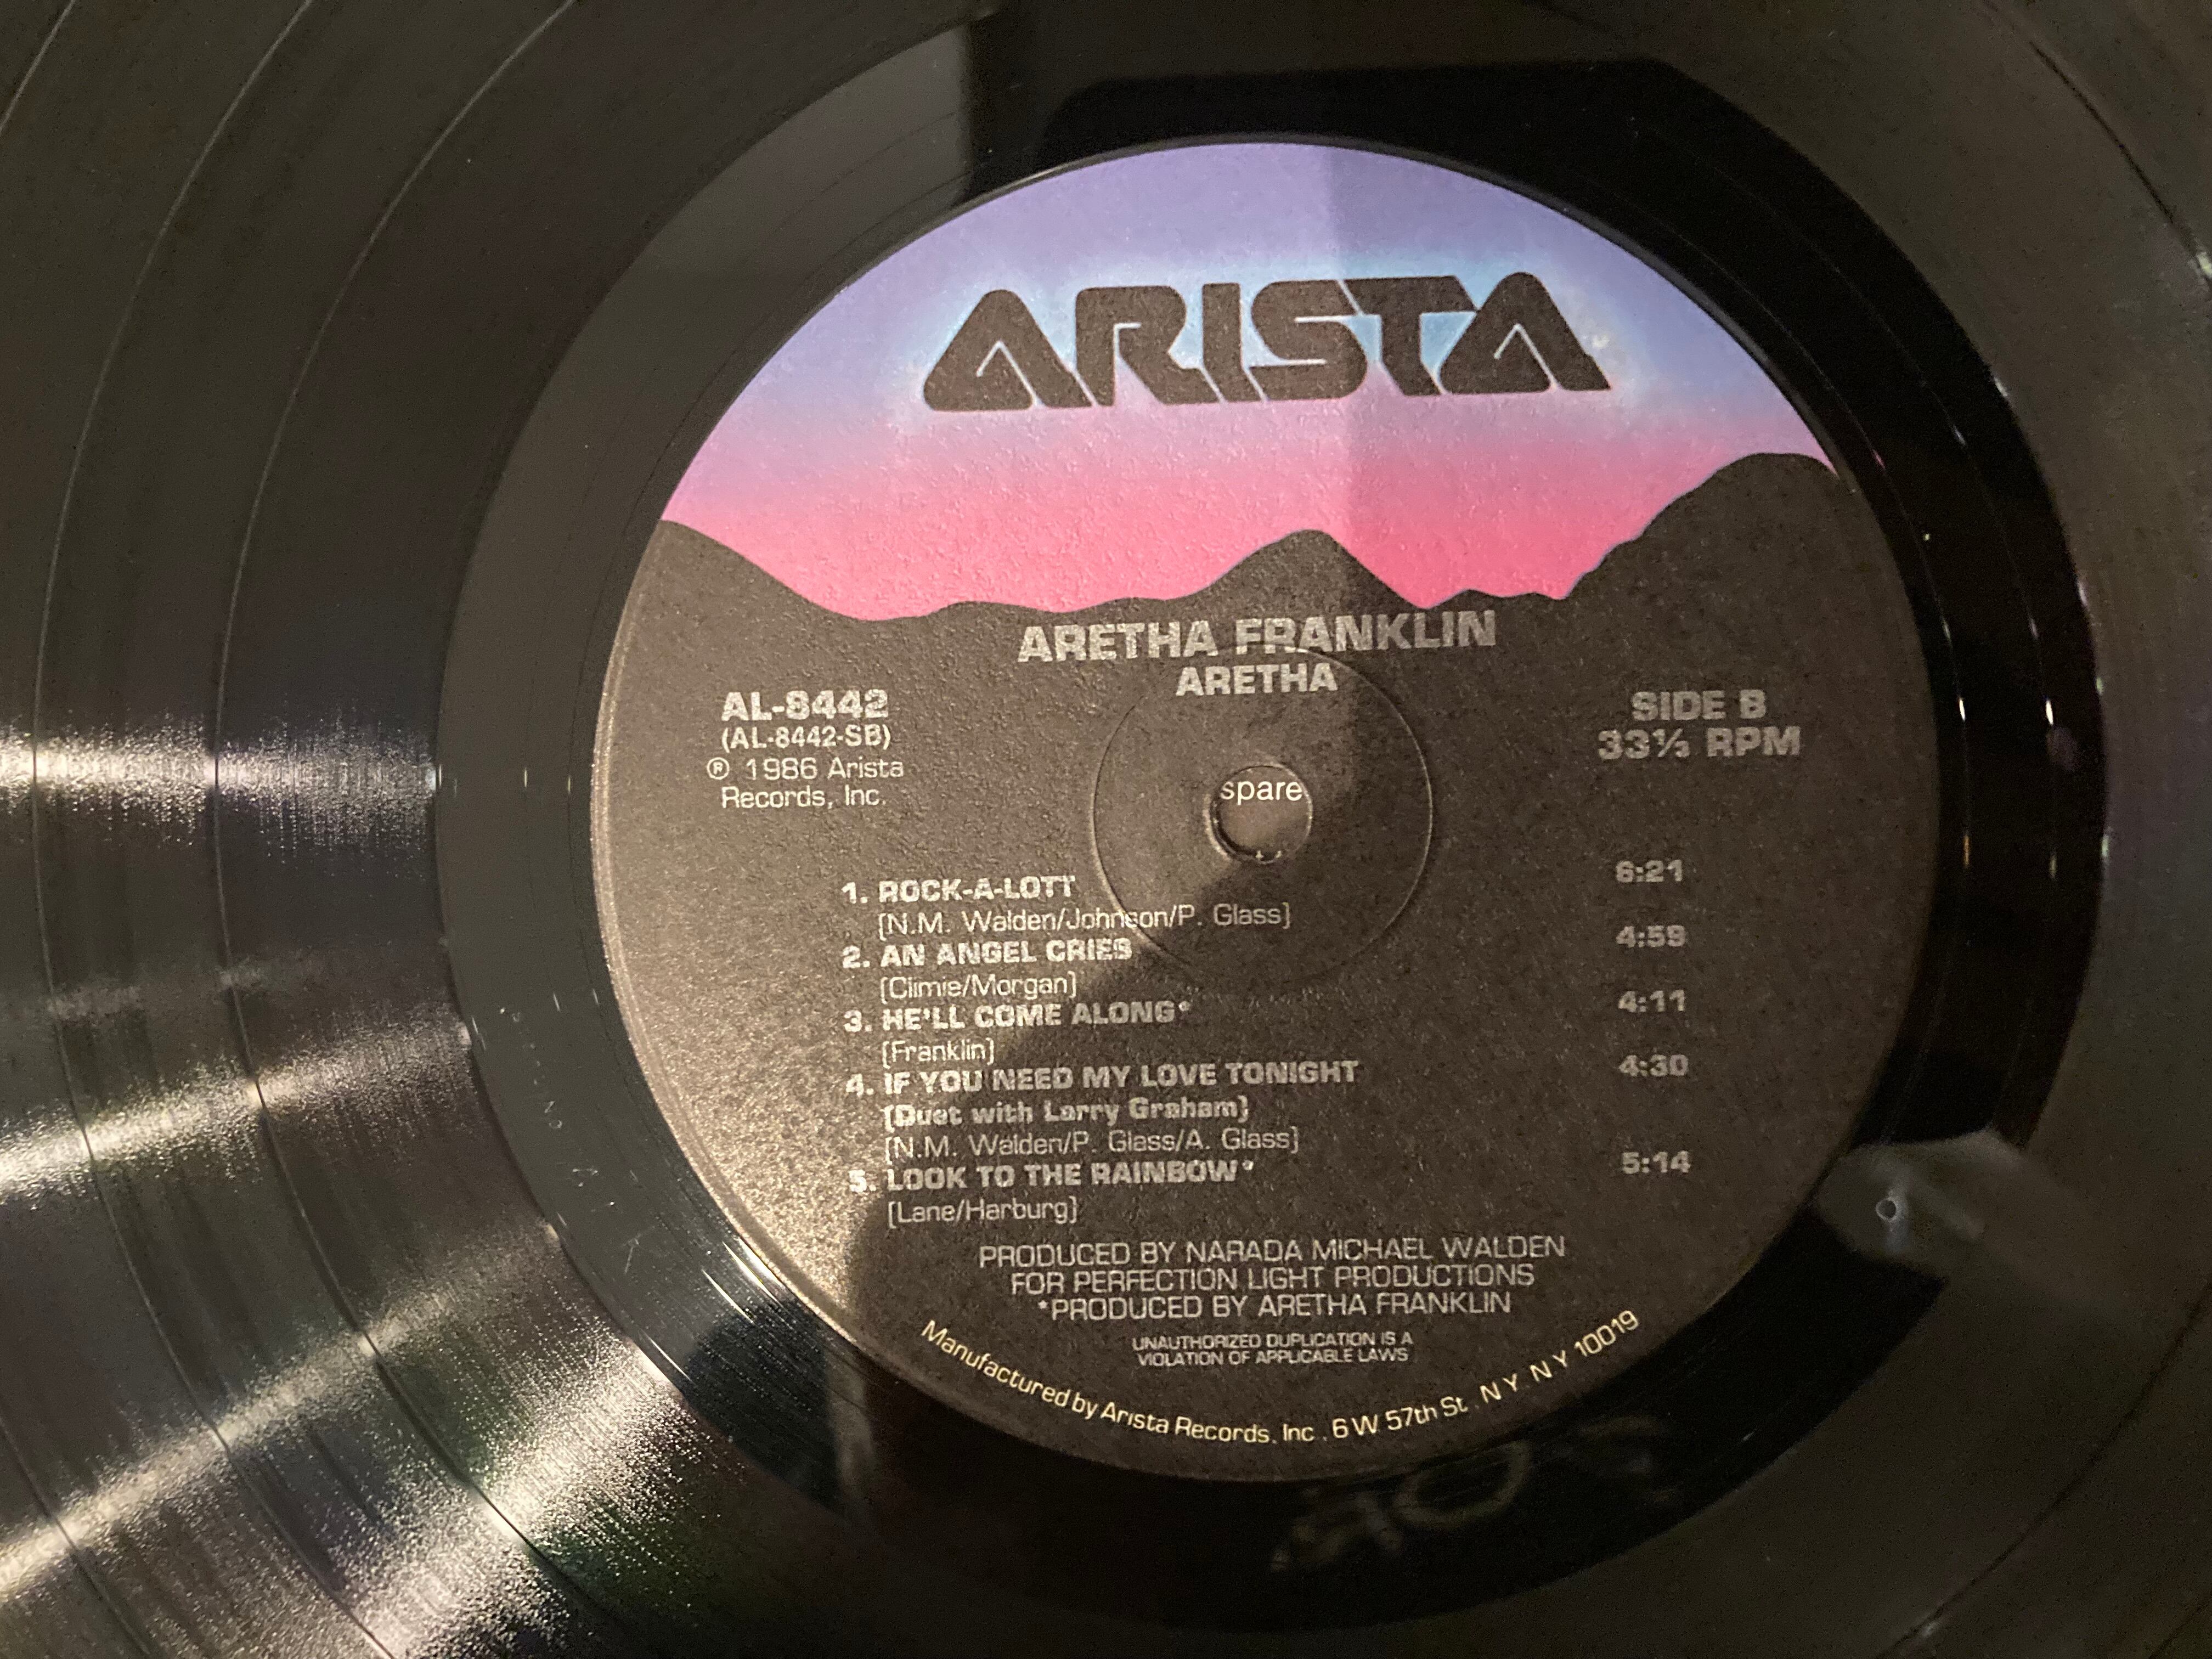 ARISTA
ARETHA FRANKLIN
ARETHA
AL-8442
(AL-8442-SB)
℗ 1986 Arista
Records, Inc.
SIDE B
33⅓ RPM
spare
1. ROCK-A-LOTT 6:21
[N.M. Walden/Johnson/P. Glass]
2. AN ANGEL CRIES 4:59
[Climie/Morgan]
3. HE'LL COME ALONG* 4:11
[Franklin]
4. IF YOU NEED MY LOVE TONIGHT 4:30
[Duet with Larry Graham]
[N.M. Walden/P. Glass/A. Glass]
5. LOOK TO THE RAINBOW* 5:14
[Lane/Harburg]
PRODUCED BY NARADA MICHAEL WALDEN
FOR PERFECTION LIGHT PRODUCTIONS
*PRODUCED BY ARETHA FRANKLIN
UNAUTHORIZED DUPLICATION IS A
VIOLATION OF APPLICABLE LAWS
Manufactured by Arista Records, Inc., 6 W 57th St. N Y. N Y 10019